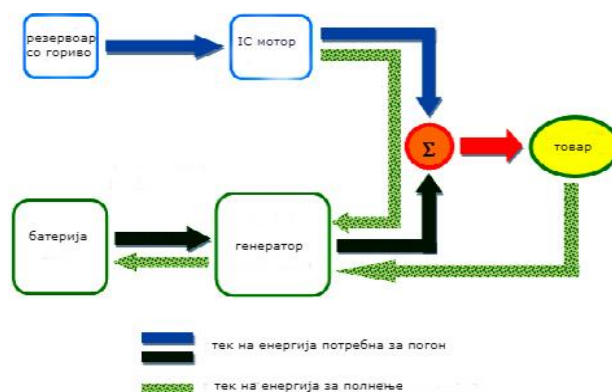 резервоар
со гориво
IC мотор
Σ
товар
батерија
генератор
тек на енергија потребна за погон
тек на енергија за полнење